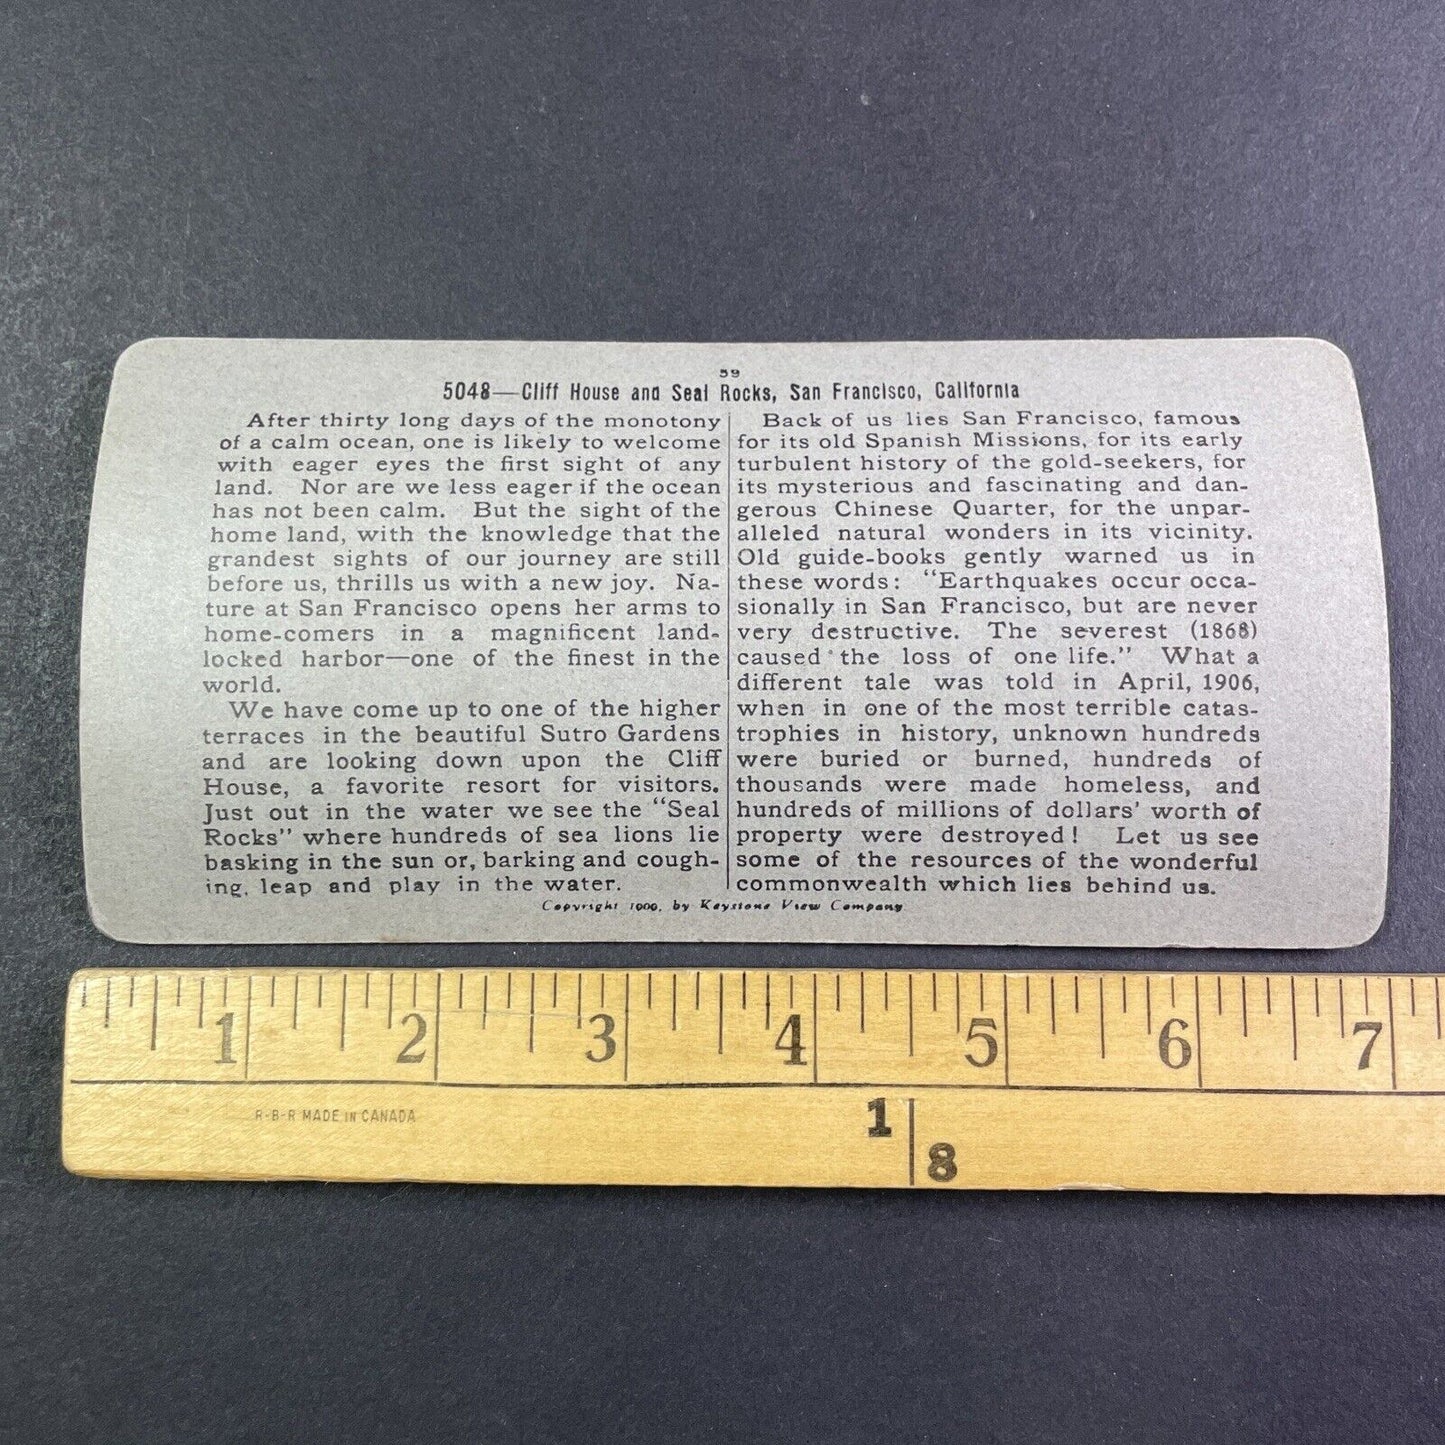 59
5048—Cliff House and Seal Rocks, San Francisco, California
After thirty long days of the monotony
of a calm ocean, one is likely to welcome
with eager eyes the first sight of any
land. Nor are we less eager if the ocean
has not been calm. But the sight of the
home land, with the knowledge that the
grandest sights of our journey are still
before us, thrills us with a new joy. Na-
ture at San Francisco opens her arms to
home-comers in a magnificent land-
locked harbor—one of the finest in the
world.
We have come up to one of the higher
terraces in the beautiful Sutro Gardens
and are looking down upon the Cliff
House, a favorite resort for visitors.
Just out in the water we see the "Seal
Rocks" where hundreds of sea lions lie
basking in the sun or, barking and cough-
ing, leap and play in the water.
Back of us lies San Francisco, famous
for its old Spanish Missions, for its early
turbulent history of the gold-seekers, for
its mysterious and fascinating and dan-
gerous Chinese Quarter, for the unpar-
alleled natural wonders in its vicinity.
Old guide-books gently warned us in
these words: "Earthquakes occur occa-
sionally in San Francisco, but are never
very destructive. The severest (1868)
caused the loss of one life." What a
different tale was told in April, 1906,
when in one of the most terrible catas-
trophies in history, unknown hundreds
were buried or burned, hundreds of
thousands were made homeless, and
hundreds of millions of dollars' worth of
property were destroyed! Let us see
some of the resources of the wonderful
commonwealth which lies behind us.
Copyright, by Keystone View Company
1 2 3 4 5 6 7
R-B-R MADE IN CANADA
1
8